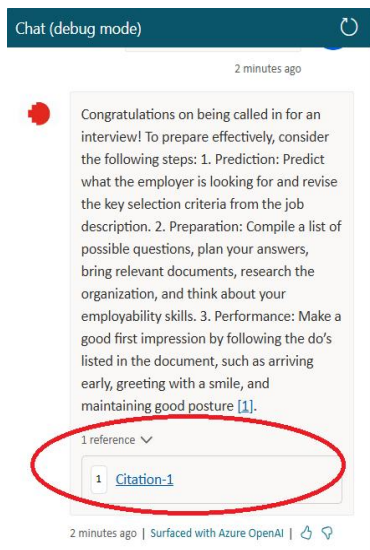 Chat (debug mode)
2 minutes ago
Congratulations on being called in for an
interview! To prepare effectively, consider
the following steps: 1. Prediction: Predict
what the employer is looking for and revise
the key selection criteria from the job
description. 2. Preparation: Compile a list of
possible questions, plan your answers,
bring relevant documents, research the
organization, and think about your
employability skills. 3. Performance: Make a
good first impression by following the do's
listed in the document, such as arriving
early, greeting with a smile, and
maintaining good posture [1].
1 reference
1 Citation-1
2 minutes ago | Surfaced with Azure OpenAI |